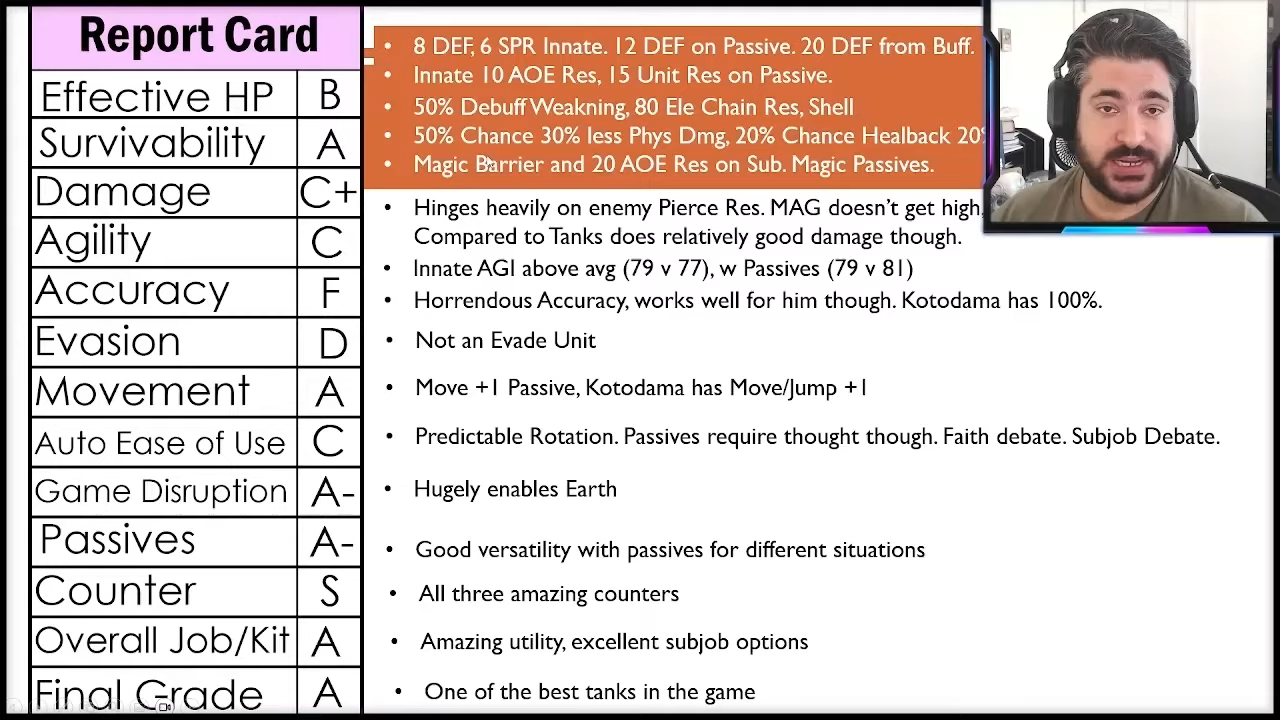 Report Card
Effective HP B
Survivability A
Damage C+
Agility C
Accuracy F
Evasion D
Movement A
Auto Ease of Use C
Game Disruption A-
Passives A-
Counter S
Overall Job/Kit A
Final Grade A
• 8 DEF, 6 SPR Innate. 12 DEF on Passive. 20 DEF from Buff.
• Innate 10 AOE Res, 15 Unit Res on Passive.
• 50% Debuff Weakning, 80 Ele Chain Res, Shell
• 50% Chance 30% less Phys Dmg, 20% Chance Healback 20%
• Magic Barrier and 20 AOE Res on Sub. Magic Passives.
• Hinges heavily on enemy Pierce Res. MAG doesn't get high,
Compared to Tanks does relatively good damage though.
• Innate AGI above avg (79 v 77), w Passives (79 v 81)
• Horrendous Accuracy, works well for him though. Kotodama has 100%.
• Not an Evade Unit
• Move +1 Passive, Kotodama has Move/Jump +1
• Predictable Rotation. Passives require thought though. Faith debate. Subjob Debate.
• Hugely enables Earth
• Good versatility with passives for different situations
• All three amazing counters
• Amazing utility, excellent subjob options
• One of the best tanks in the game